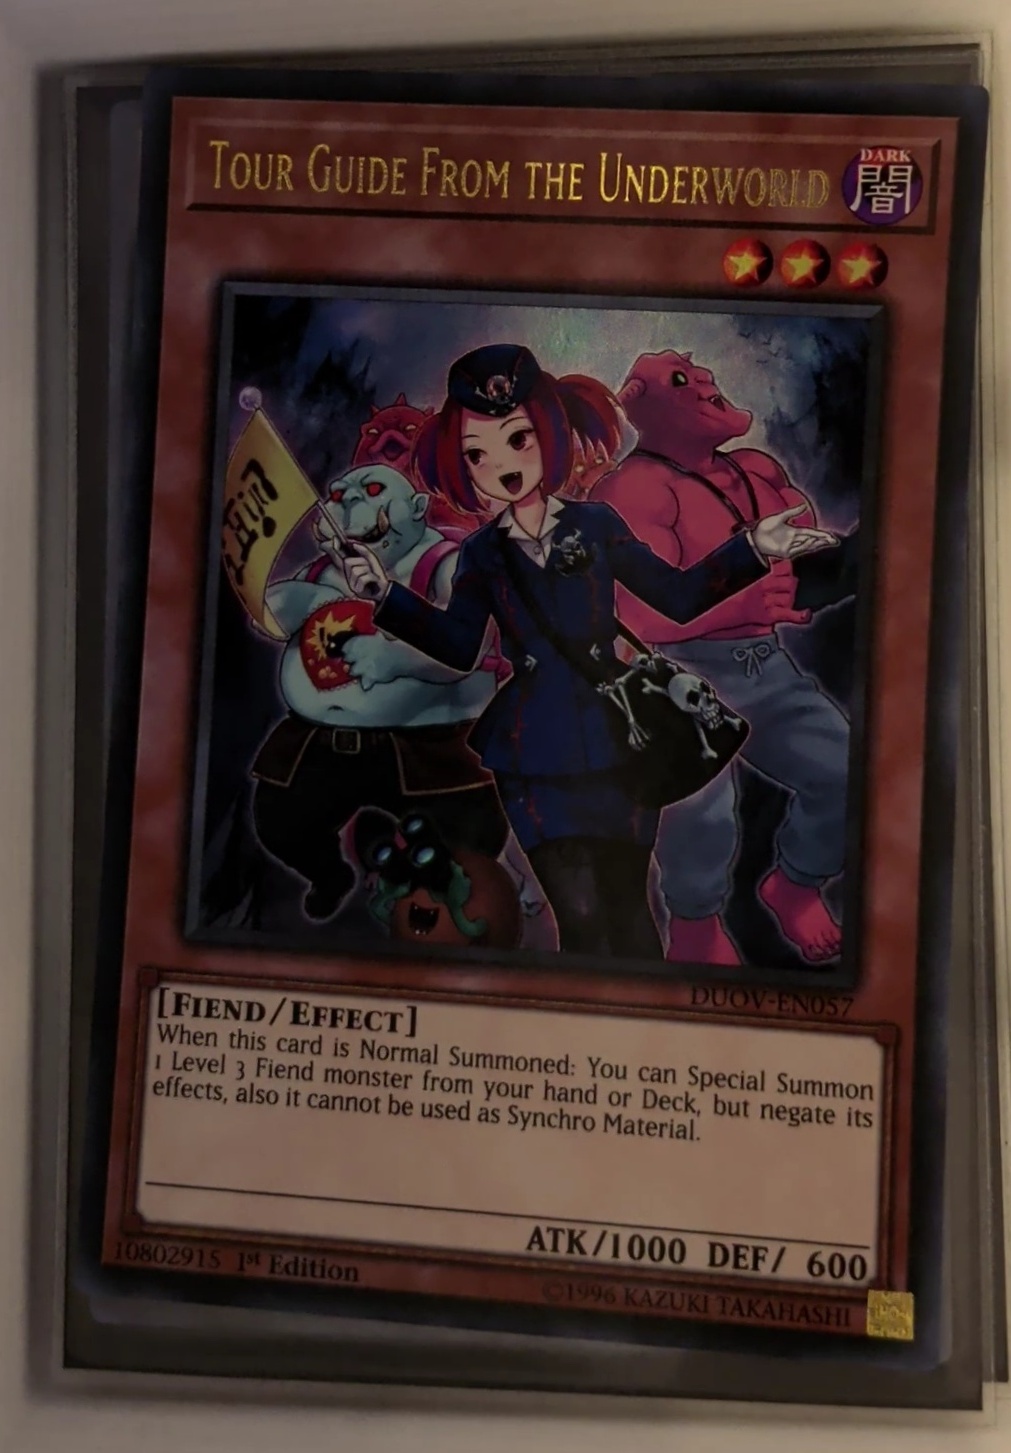 TOUR GUIDE FROM THE UNDERWORLD
DARK
闇
DUOV-EN057
[FIEND/EFFECT]
When this card is Normal Summoned: You can Special Summon
1 Level 3 Fiend monster from your hand or Deck, but negate its
effects, also it cannot be used as Synchro Material.
ATK/1000 DEF/ 600
10802915 1st Edition
©1996 KAZUKI TAKAHASHI